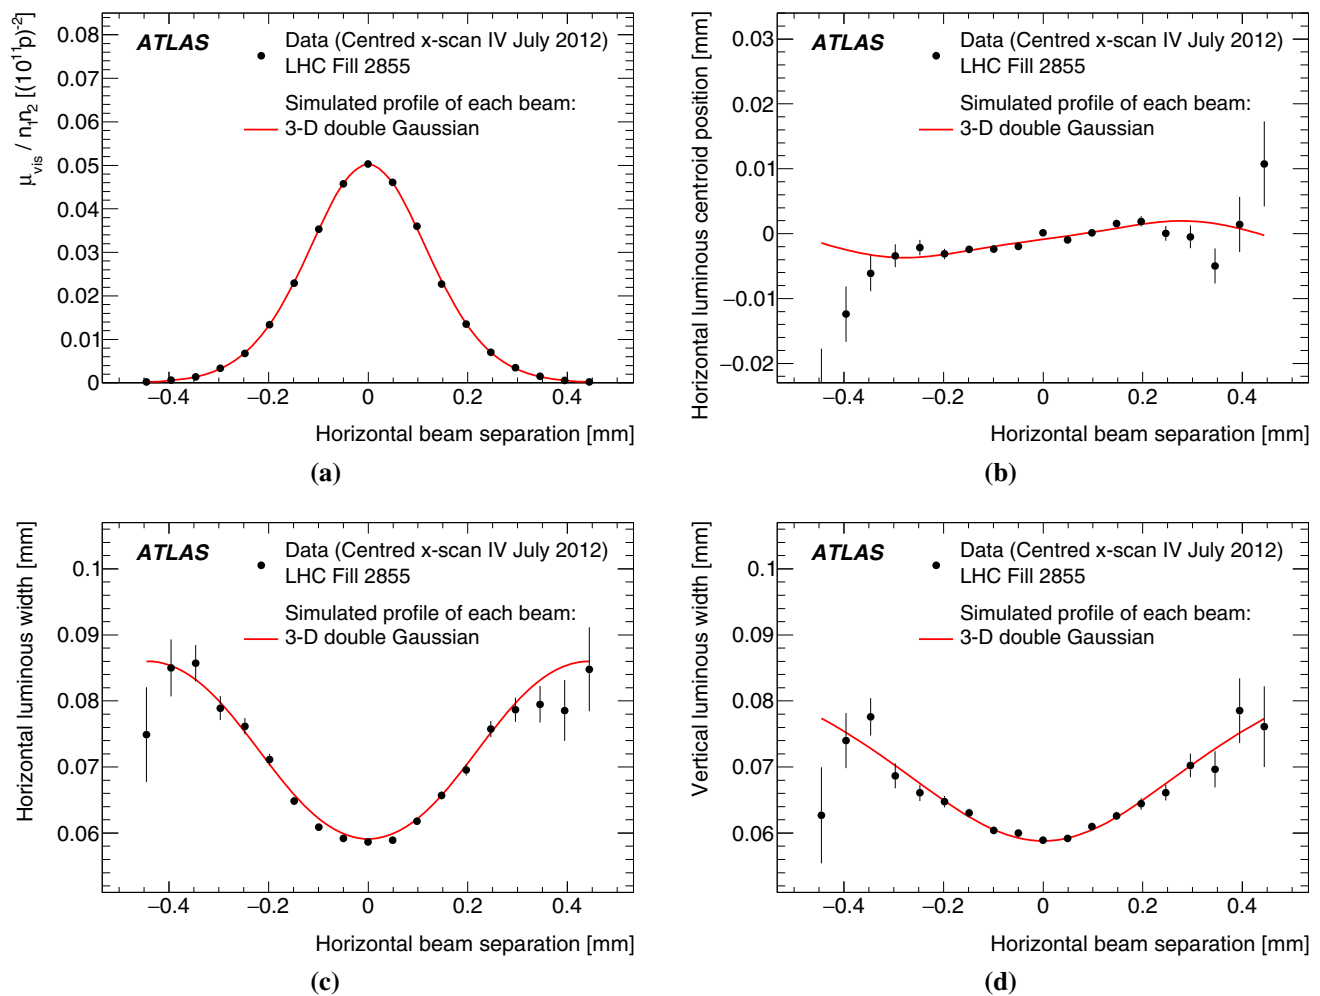 μvis / n1n2 [(10^11p)^-2]
0.08
0.07
0.06
0.05
0.04
0.03
0.02
0.01
0
ATLAS
Data (Centred x-scan IV July 2012)
LHC Fill 2855
Simulated profile of each beam:
3-D double Gaussian
−0.4 −0.2 0 0.2 0.4
Horizontal beam separation [mm]
(a)
Horizontal luminous centroid position [mm]
0.03
0.02
0.01
0
−0.01
−0.02
ATLAS
Data (Centred x-scan IV July 2012)
LHC Fill 2855
Simulated profile of each beam:
3-D double Gaussian
−0.4 −0.2 0 0.2 0.4
Horizontal beam separation [mm]
(b)
Horizontal luminous width [mm]
0.1
0.09
0.08
0.07
0.06
ATLAS
Data (Centred x-scan IV July 2012)
LHC Fill 2855
Simulated profile of each beam:
3-D double Gaussian
−0.4 −0.2 0 0.2 0.4
Horizontal beam separation [mm]
(c)
Vertical luminous width [mm]
0.1
0.09
0.08
0.07
0.06
ATLAS
Data (Centred x-scan IV July 2012)
LHC Fill 2855
Simulated profile of each beam:
3-D double Gaussian
−0.4 −0.2 0 0.2 0.4
Horizontal beam separation [mm]
(d)